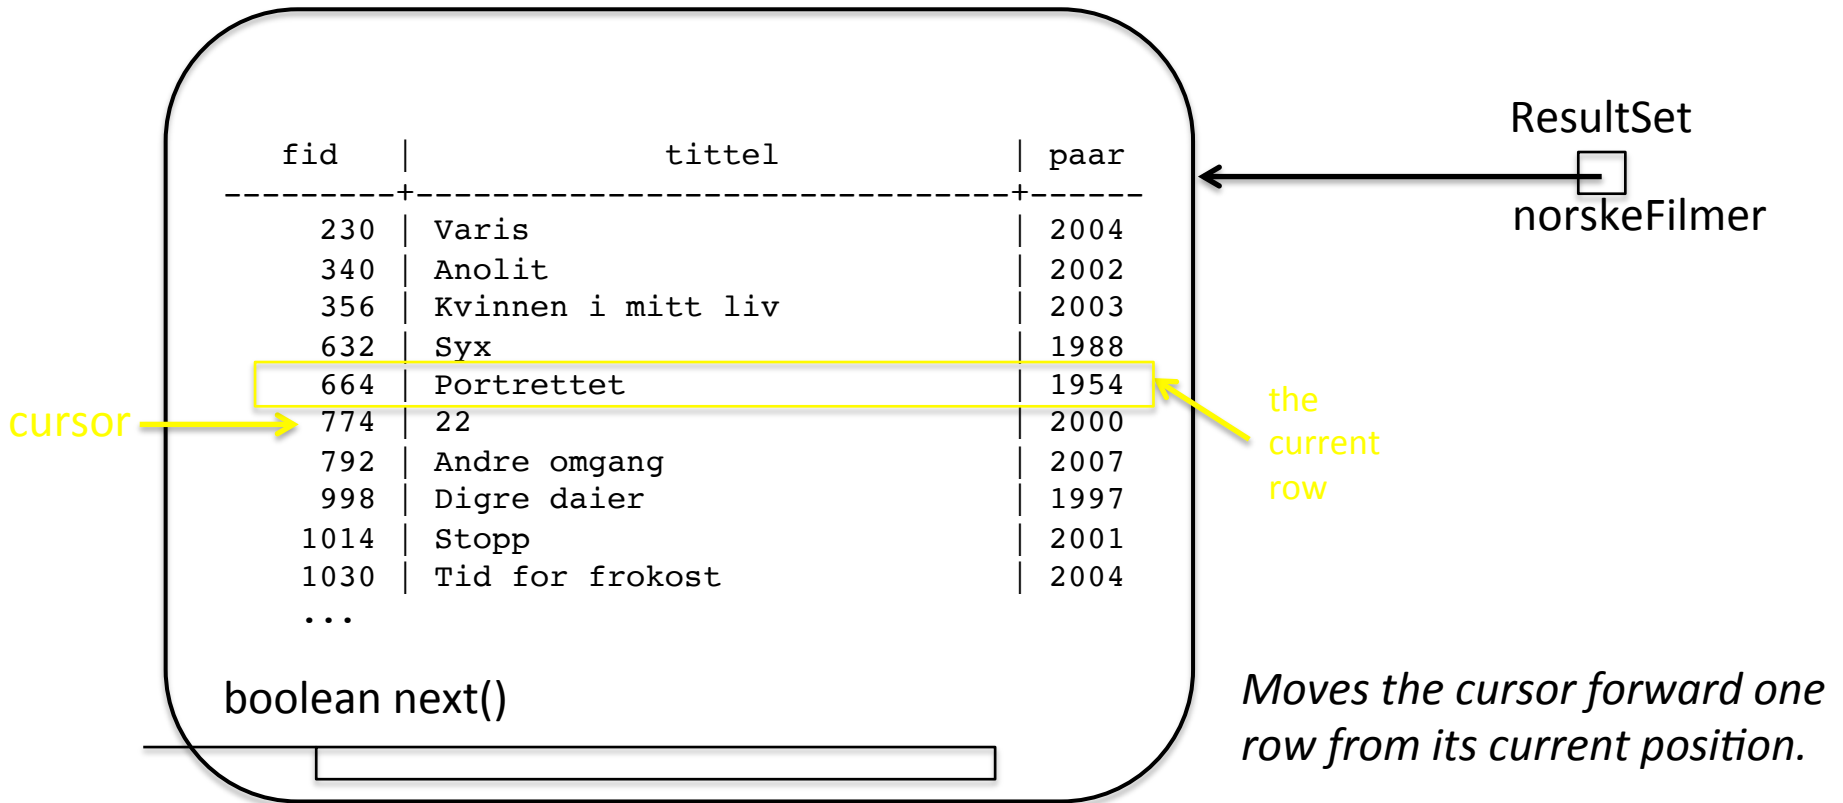 ResultSet
norskeFilmer
fid | tittel | paar
---------+-------------------------------+------
230 | Varis | 2004
340 | Anolit | 2002
356 | Kvinnen i mitt liv | 2003
632 | Syx | 1988
664 | Portrettet | 1954
774 | 22 | 2000
792 | Andre omgang | 2007
998 | Digre daier | 1997
1014 | Stopp | 2001
1030 | Tid for frokost | 2004
...
cursor
the
current
row
boolean next()
Moves the cursor forward one
row from its current position.